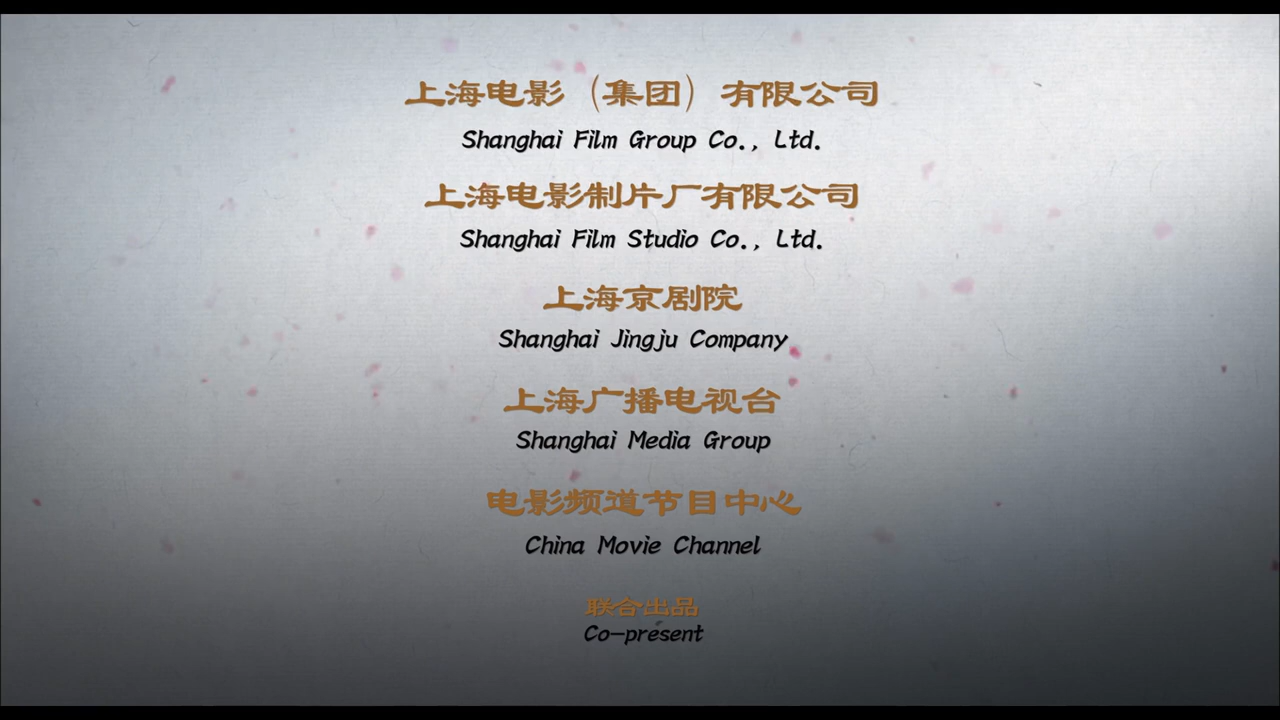 上海电影（集团）有限公司
Shanghai Film Group Co., Ltd.
上海电影制片厂有限公司
Shanghai Film Studio Co., Ltd.
上海京剧院
Shanghai Jingju Company
上海广播电视台
Shanghai Media Group
电影频道节目中心
China Movie Channel
联合出品
Co-present